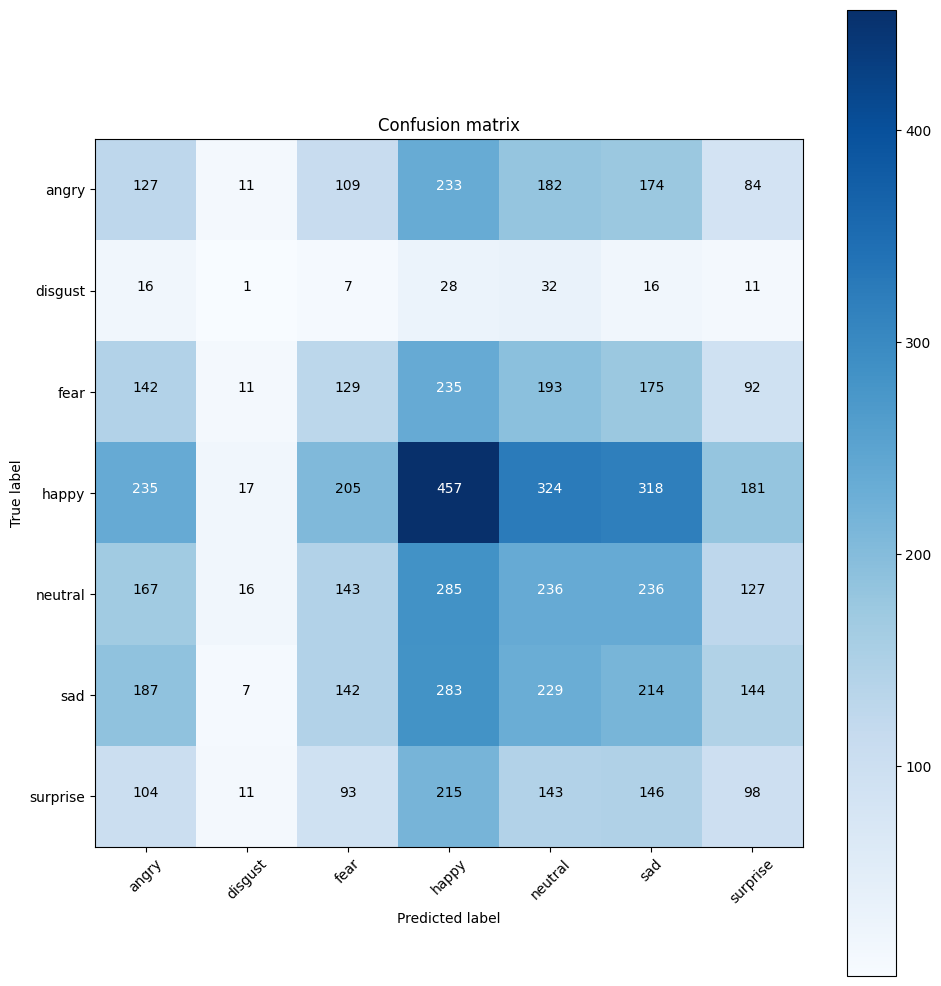 Confusion matrix
angry 127 11 109 233 182 174 84
disgust 16 1 7 28 32 16 11
fear 142 11 129 235 193 175 92
happy 235 17 205 457 324 318 181
neutral 167 16 143 285 236 236 127
sad 187 7 142 283 229 214 144
surprise 104 11 93 215 143 146 98
True label
angry disgust fear happy neutral sad surprise
Predicted label
400
300
200
100